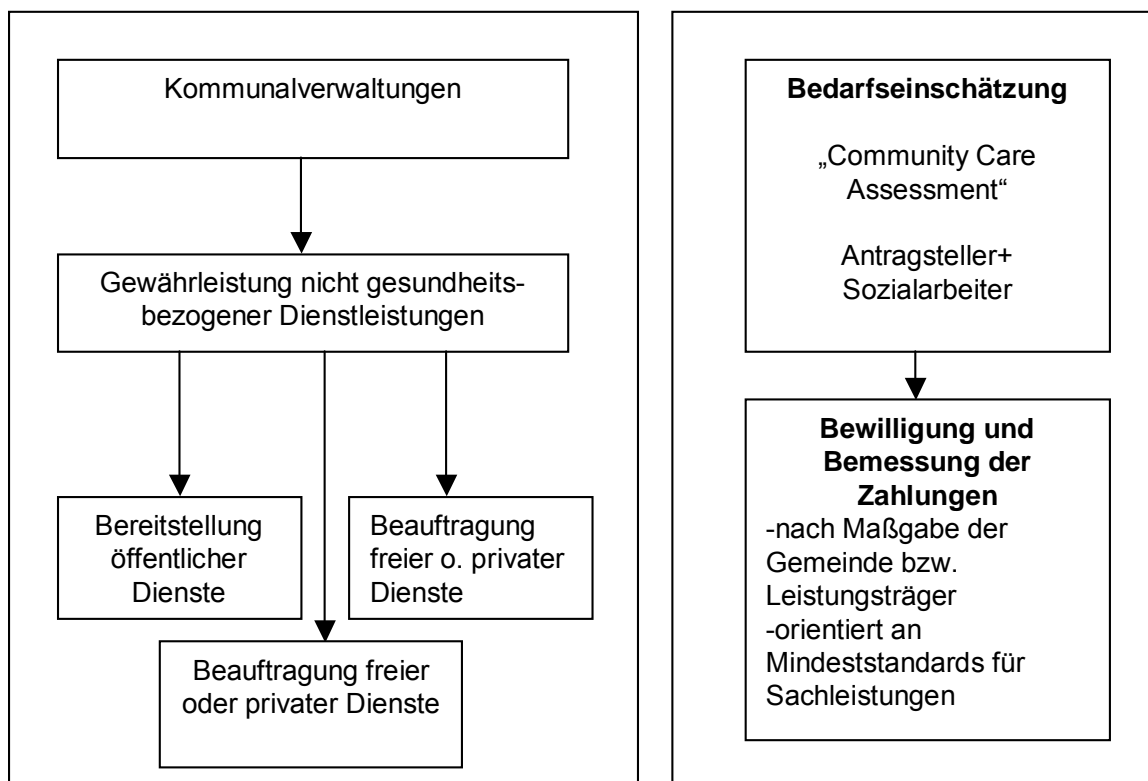 Kommunalverwaltungen
Gewährleistung nicht gesundheits-
bezogener Dienstleistungen
Bereitstellung
öffentlicher
Dienste
Beauftragung
freier o. privater
Dienste
Beauftragung freier
oder privater Dienste
Bedarfseinschätzung
„Community Care
Assessment“
Antragsteller+
Sozialarbeiter
Bewilligung und
Bemessung der
Zahlungen
-nach Maßgabe der
Gemeinde bzw.
Leistungsträger
-orientiert an
Mindeststandards für
Sachleistungen